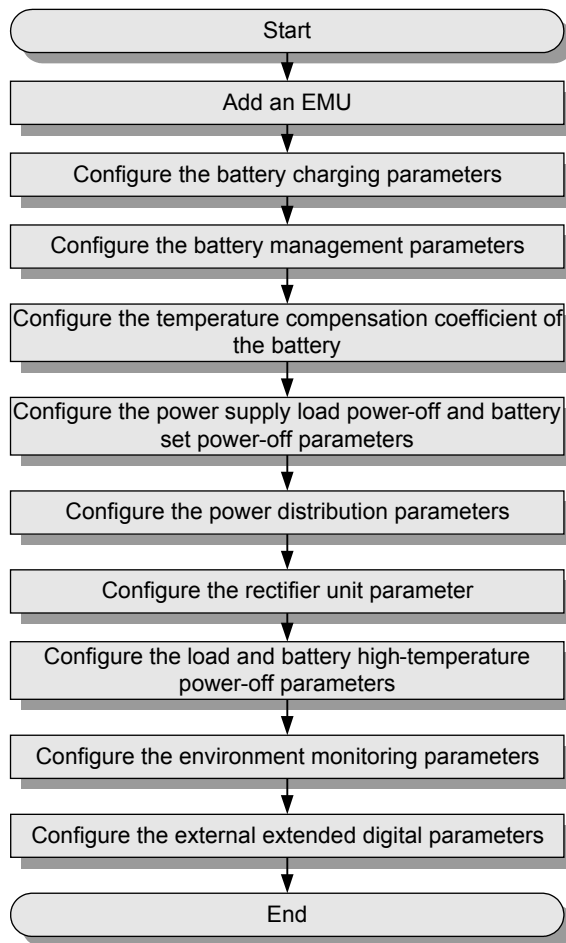 Start
Add an EMU
Configure the battery charging parameters
Configure the battery management parameters
Configure the temperature compensation coefficient of
the battery
Configure the power supply load power-off and battery
set power-off parameters
Configure the power distribution parameters
Configure the rectifier unit parameter
Configure the load and battery high-temperature
power-off parameters
Configure the environment monitoring parameters
Configure the external extended digital parameters
End